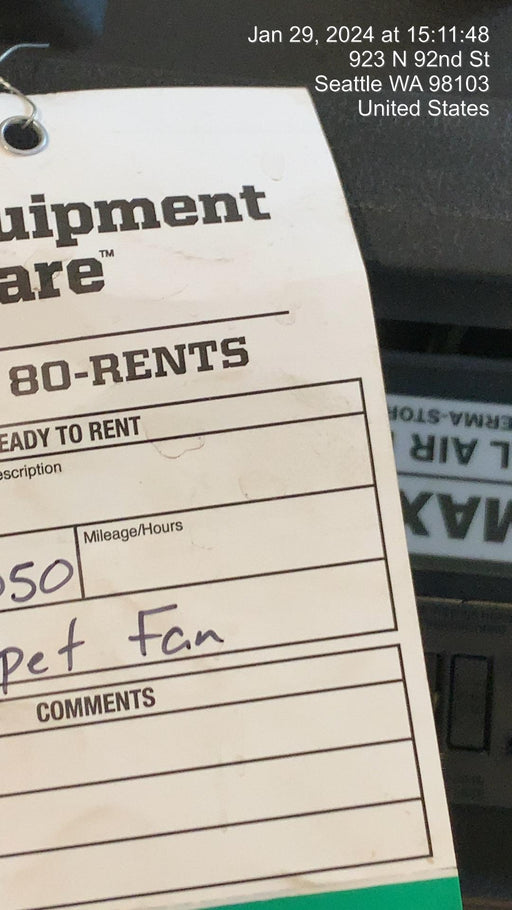 Jan 29, 2024 at 15:11:48
923 N 92nd St
Seattle WA 98103
United States
uipment
are™
80-RENTS
EADY TO RENT
escription
Mileage/Hours
50
pet Fan
COMMENTS
ERMA-STOR
L AIR
MAX